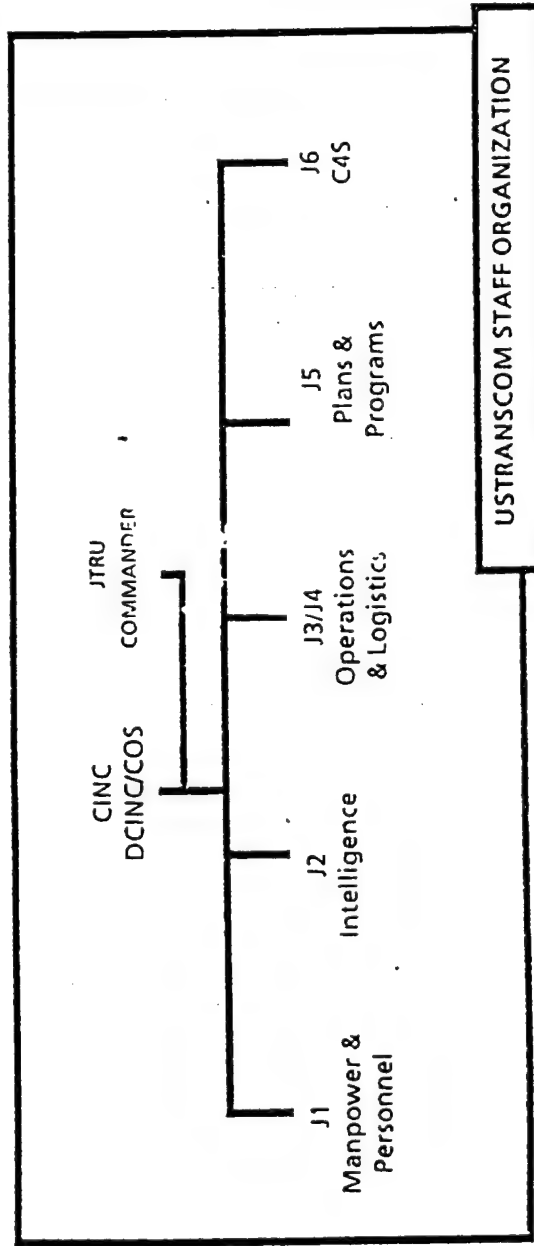 CINC
DCINC/COS
JTRU
COMMANDER
J1
Manpower &
Personnel
J2
Intelligence
J3/J4
Operations
& Logistics
J5
Plans &
Programs
J6
C4S
USTRANSCOM STAFF ORGANIZATION